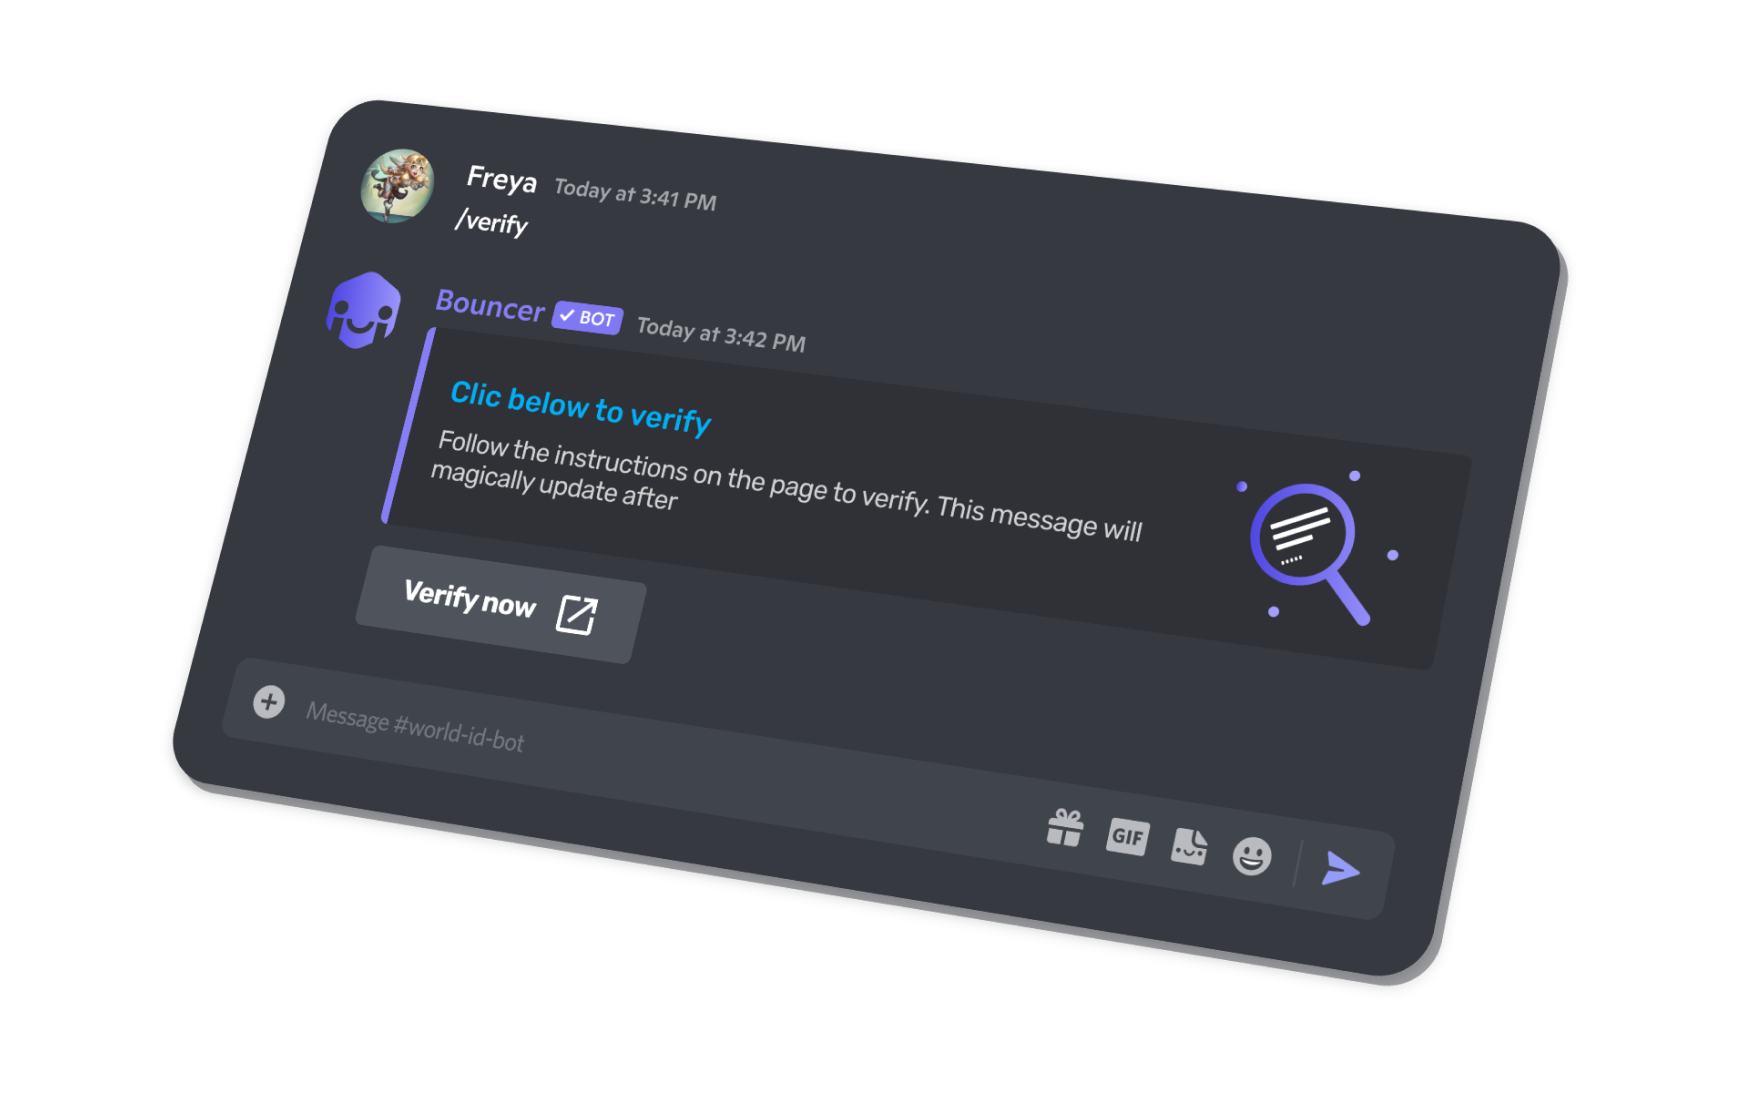 Freya Today at 3:41 PM
/verify
Bouncer BOT Today at 3:42 PM
Clic below to verify
Follow the instructions on the page to verify. This message will
magically update after
Verify now
Message #world-id-bot
GIF